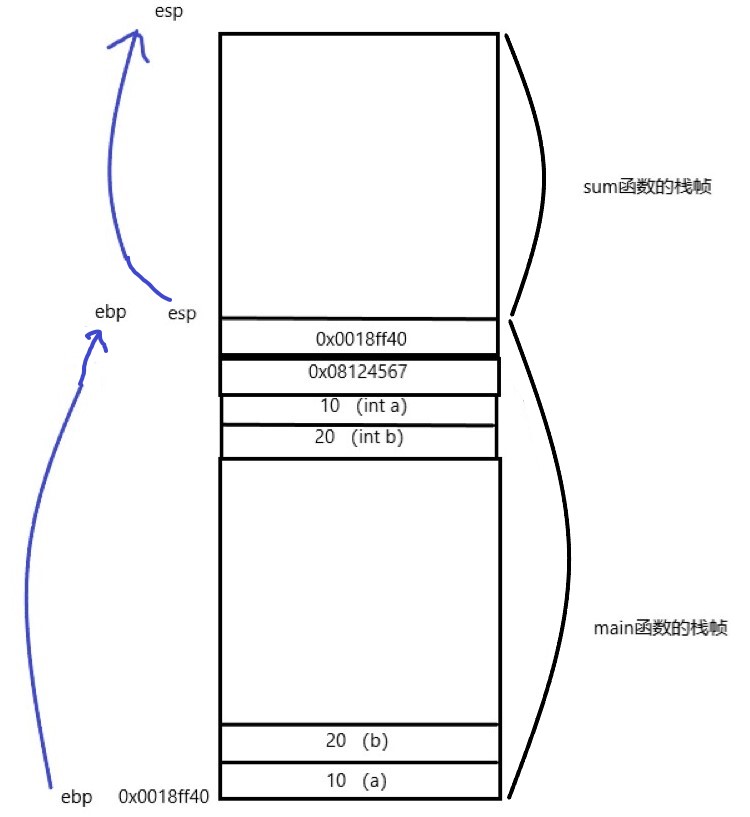 esp
sum函数的栈帧
ebp
esp
0x0018ff40
0x08124567
10 (int a)
20 (int b)
main函数的栈帧
20 (b)
10 (a)
ebp 0x0018ff40